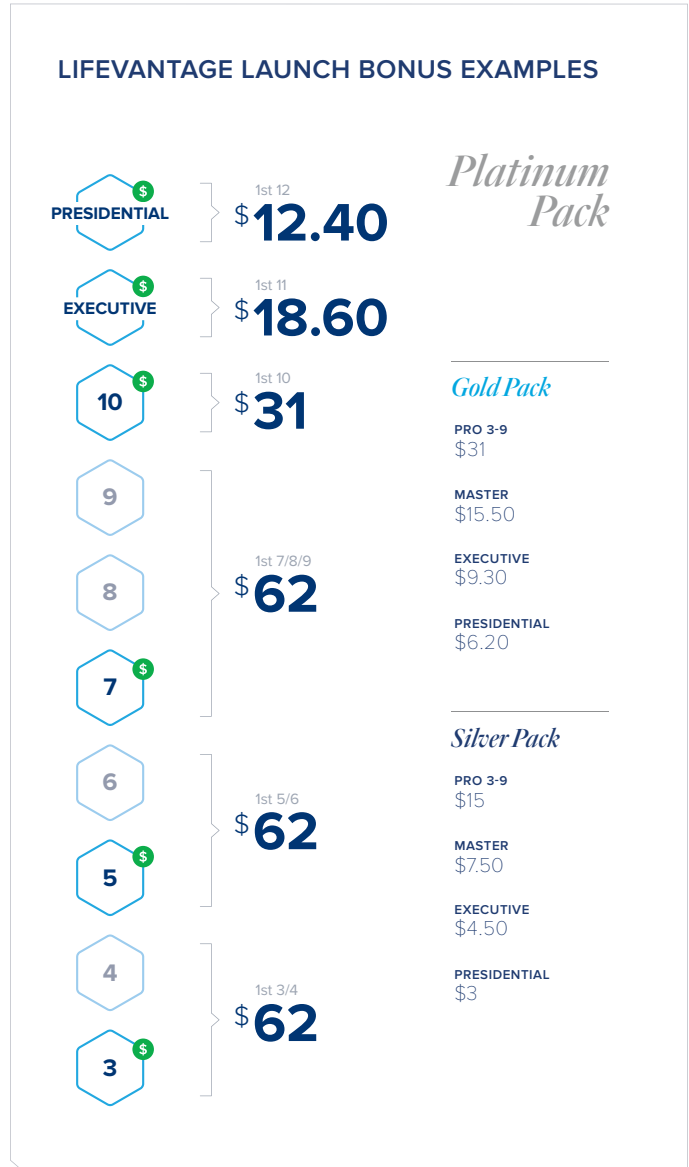 LIFEVANTAGE LAUNCH BONUS EXAMPLES
Platinum
Pack
$
PRESIDENTIAL
1st 12
$12.40
$
EXECUTIVE
1st 11
$18.60
$
10
1st 10
$31
9
8
$
7
1st 7/8/9
$62
6
$
5
1st 5/6
$62
4
$
3
1st 3/4
$62
Gold Pack
PRO 3-9
$31
MASTER
$15.50
EXECUTIVE
$9.30
PRESIDENTIAL
$6.20
Silver Pack
PRO 3-9
$15
MASTER
$7.50
EXECUTIVE
$4.50
PRESIDENTIAL
$3